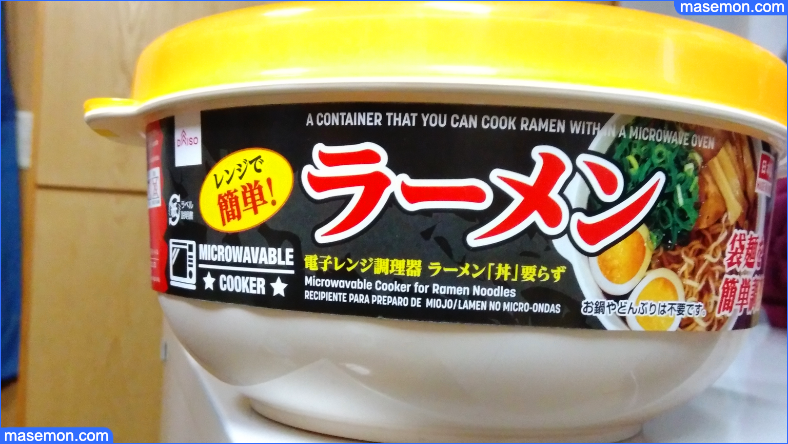 masemon.com
A CONTAINER THAT YOU CAN COOK RAMEN WITH IN A MICROWAVE OVEN
DAISO
レンジで
簡単!
ラーメン
MICROWAVABLE
★ COOKER ★
電子レンジ調理器 ラーメン「丼」要らず
Microwavable Cooker for Ramen Noodles
RECIPIENTE PARA PREPARO DE MIOJO/LAMEN NO MICRO-ONDAS
袋麺
簡単
お鍋やどんぶりは不要です。
masemon.com
masemon.com